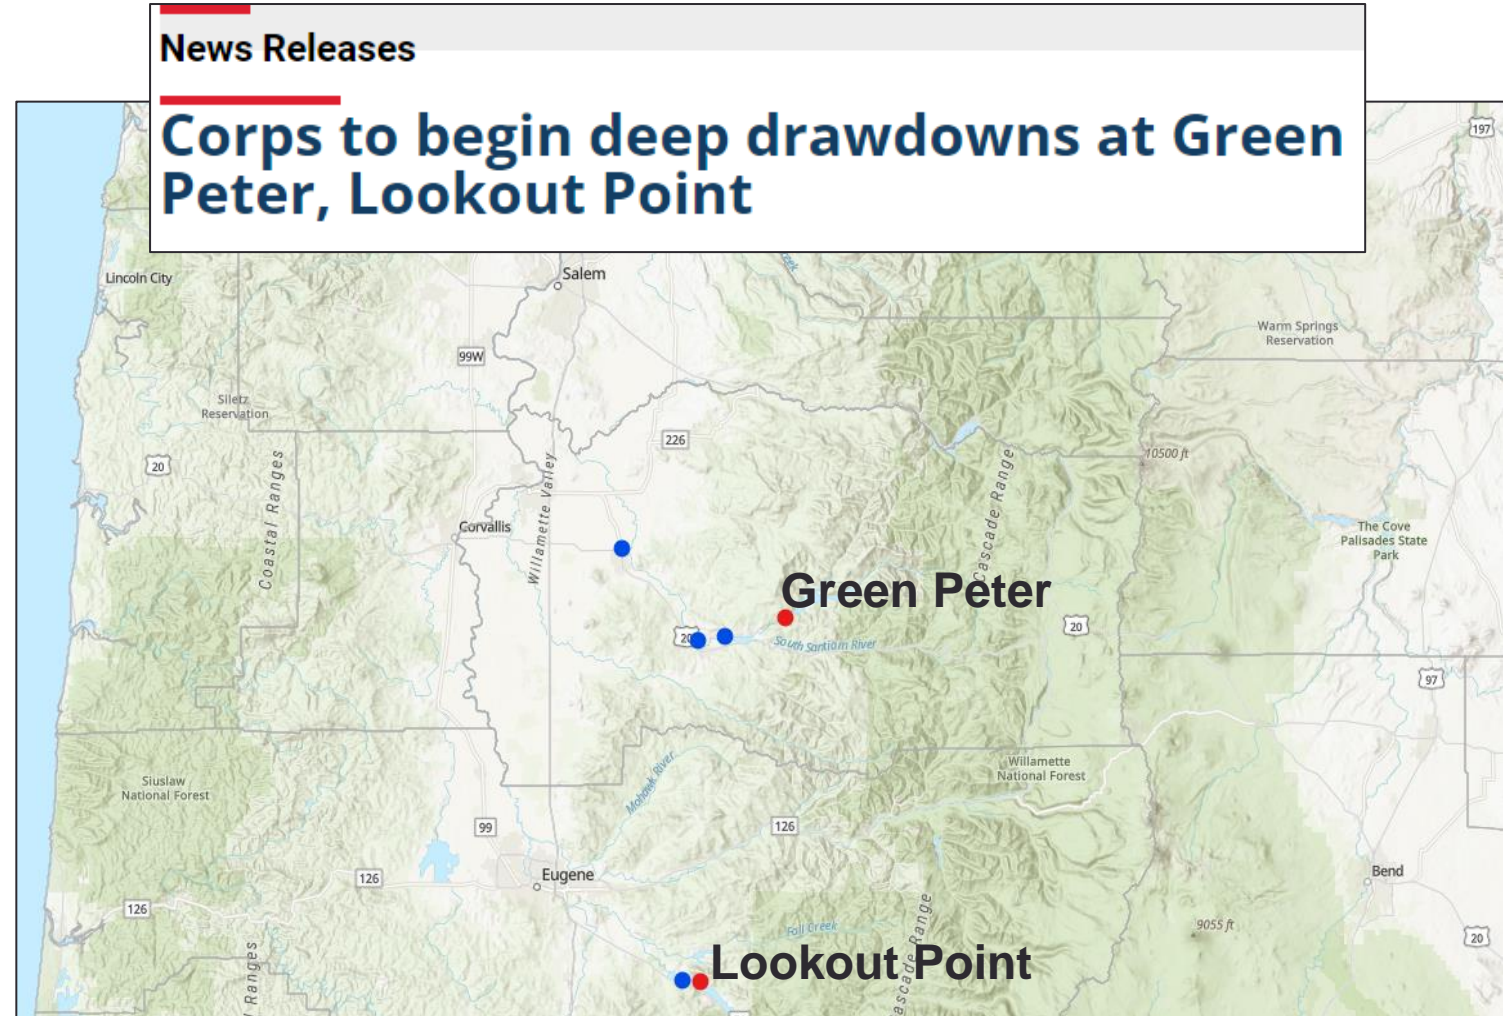 News Releases
Corps to begin deep drawdowns at Green
Peter, Lookout Point
197
Lincoln City
Salem
Creek
Warm Springs
Reservation
99W
Siletz
Reservation
226
20
Coastal Ranges
Willamette Valley
Cascade Range
10500 ft
Corvallis
The Cove
Palisades State
Park
Green Peter
20
20
South Santiam River
97
Siuslaw
National Forest
Mohawk River
Willamette
National Forest
99
126
126
Eugene
Bend
126
Fall Creek
Cascade Range
9055 ft
20
Lookout Point
Ranges